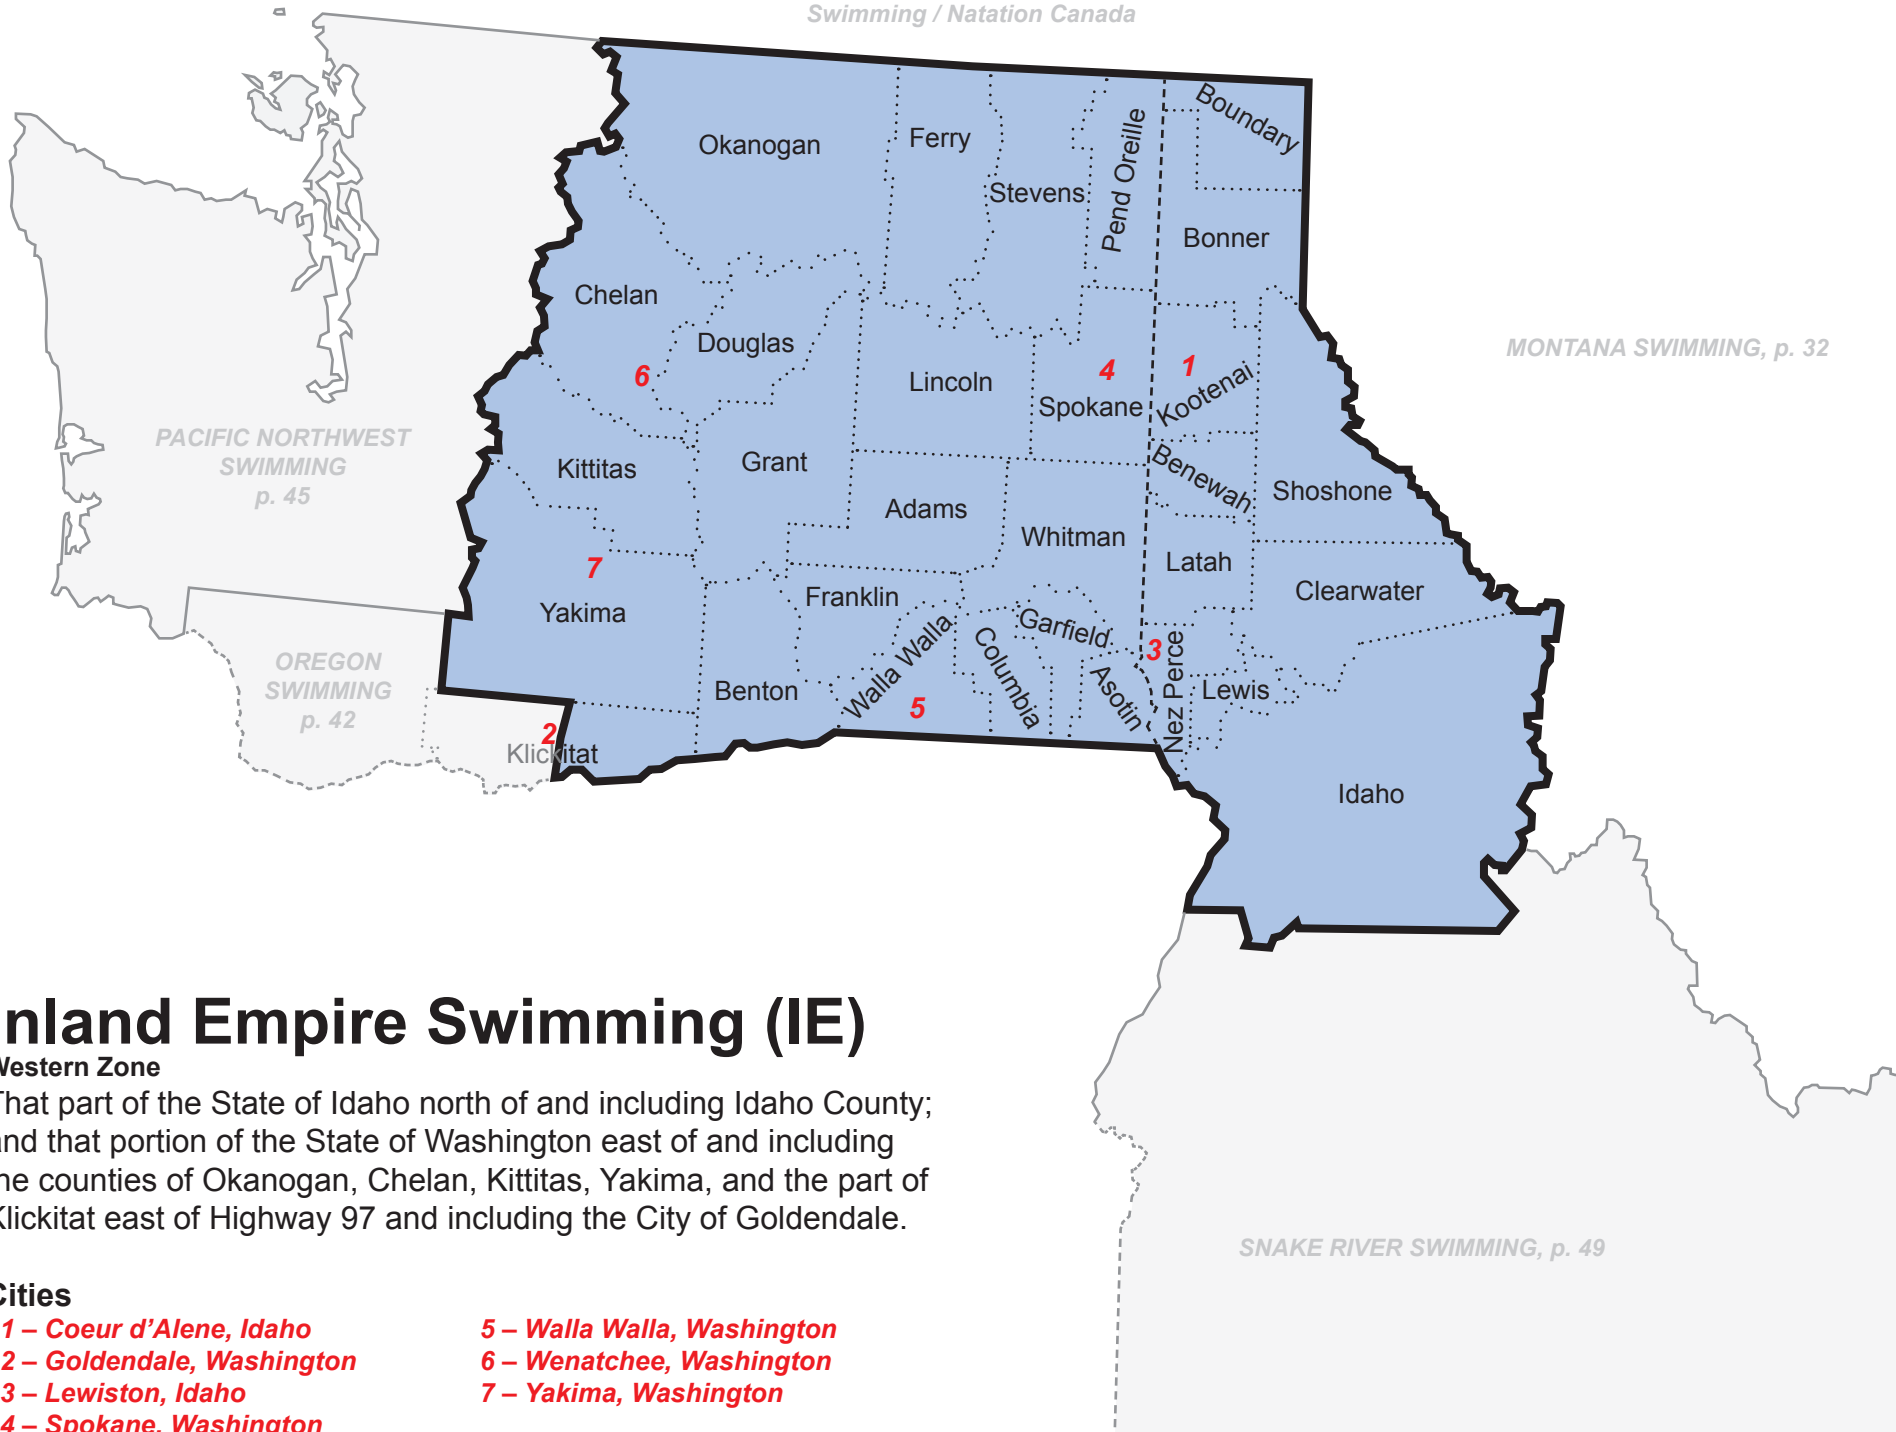 Swimming / Natation Canada
Boundary
Okanogan
Ferry
Pend Oreille
Stevens
Bonner
Chelan
Douglas
MONTANA SWIMMING, p. 32
6
4
1
Lincoln
Kootenai
Spokane
PACIFIC NORTHWEST
SWIMMING
p. 45
Kittitas
Grant
Benewah
Shoshone
Adams
Whitman
7
Latah
Clearwater
Yakima
Franklin
Garfield
Walla Walla
Columbia
3
Nez Perce
OREGON
SWIMMING
p. 42
Benton
Asotin
Lewis
5
2
Klickitat
Idaho
nland Empire Swimming (IE)
Western Zone
That part of the State of Idaho north of and including Idaho County;
and that portion of the State of Washington east of and including
he counties of Okanogan, Chelan, Kittitas, Yakima, and the part of
Klickitat east of Highway 97 and including the City of Goldendale.
SNAKE RIVER SWIMMING, p. 49
Cities
1 – Coeur d’Alene, Idaho
2 – Goldendale, Washington
3 – Lewiston, Idaho
4 – Spokane, Washington
5 – Walla Walla, Washington
6 – Wenatchee, Washington
7 – Yakima, Washington